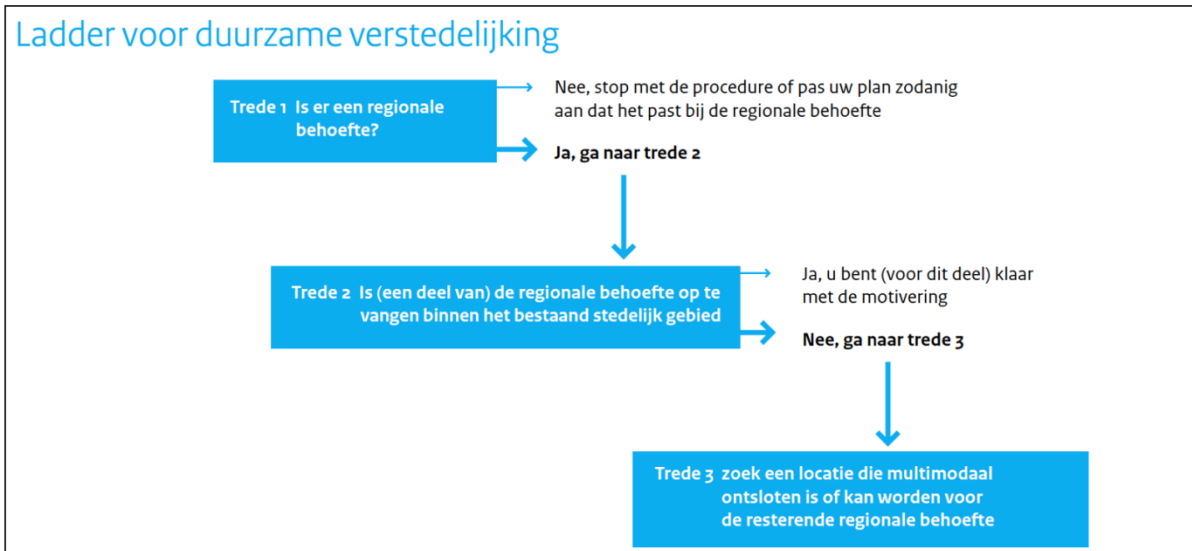 Ladder voor duurzame verstedelijking
Trede 1 Is er een regionale
behoefte?
Nee, stop met de procedure of pas uw plan zodanig
aan dat het past bij de regionale behoefte
Ja, ga naar trede 2
Trede 2 Is (een deel van) de regionale behoefte op te
vangen binnen het bestaand stedelijk gebied
Ja, u bent (voor dit deel) klaar
met de motivering
Nee, ga naar trede 3
Trede 3 zoek een locatie die multimodaal
ontsloten is of kan worden voor
de resterende regionale behoefte